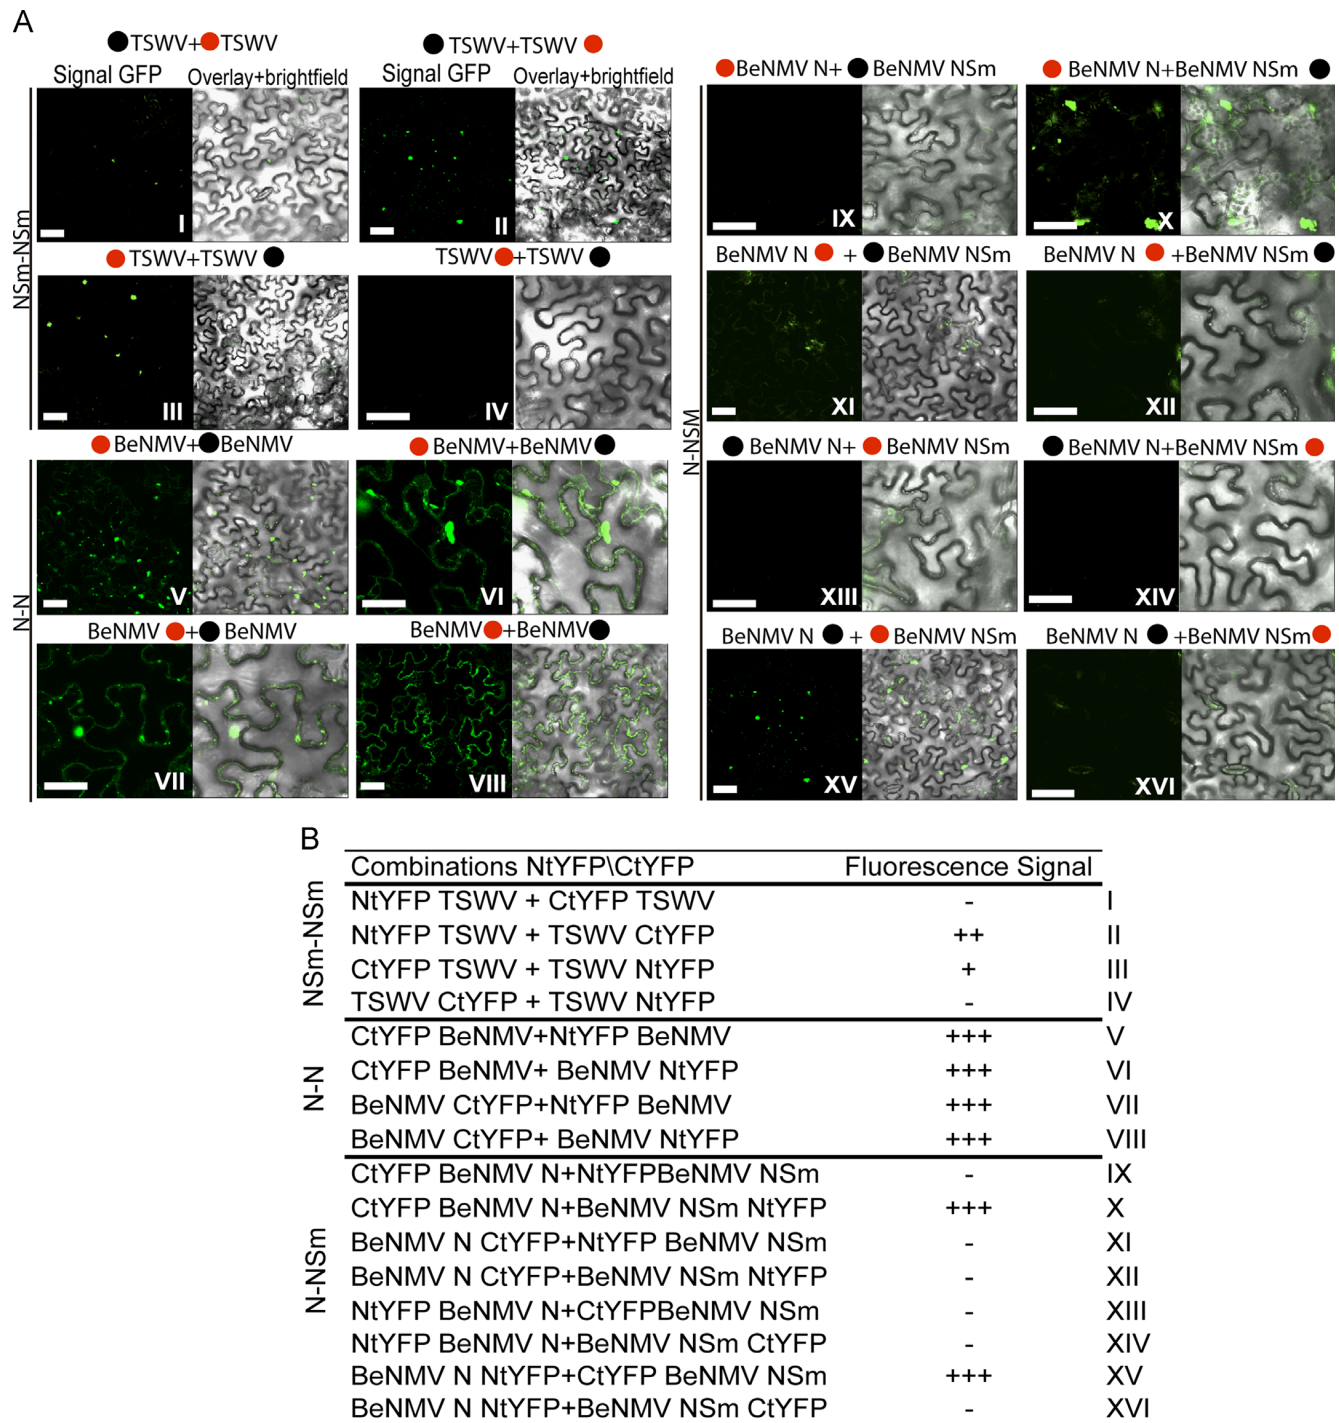 A
TSWV+ TSWV
TSWV+TSWV
Signal GFP
Overlay+brightfield
Signal GFP
Overlay+brightfield
NSm-NSm
I
II
TSWV+TSWV
TSWV +TSWV
III
IV
BeNMV+ BeNMV
BeNMV+BeNMV
N-N
V
VI
BeNMV + BeNMV
BeNMV +BeNMV
VII
VIII
BeNMV N+ BeNMV NSm
BeNMV N+BeNMV NSm
N-NSM
IX
X
BeNMV N + BeNMV NSm
BeNMV N +BeNMV NSm
XI
XII
BeNMV N+ BeNMV NSm
BeNMV N+BeNMV NSm
XIII
XIV
BeNMV N + BeNMV NSm
BeNMV N +BeNMV NSm
XV
XVI
B
Combinations NtYFP\CtYFP Fluorescence Signal
NSm-NSm
NtYFP TSWV + CtYFP TSWV - I
NtYFP TSWV + TSWV CtYFP ++ II
CtYFP TSWV + TSWV NtYFP + III
TSWV CtYFP + TSWV NtYFP - IV
N-N
CtYFP BeNMV+NtYFP BeNMV +++ V
CtYFP BeNMV+ BeNMV NtYFP +++ VI
BeNMV CtYFP+NtYFP BeNMV +++ VII
BeNMV CtYFP+ BeNMV NtYFP +++ VIII
N-NSm
CtYFP BeNMV N+NtYFPBeNMV NSm - IX
CtYFP BeNMV N+BeNMV NSm NtYFP +++ X
BeNMV N CtYFP+NtYFP BeNMV NSm - XI
BeNMV N CtYFP+BeNMV NSm NtYFP - XII
NtYFP BeNMV N+CtYFPBeNMV NSm - XIII
NtYFP BeNMV N+BeNMV NSm CtYFP - XIV
BeNMV N NtYFP+CtYFP BeNMV NSm +++ XV
BeNMV N NtYFP+BeNMV NSm CtYFP - XVI